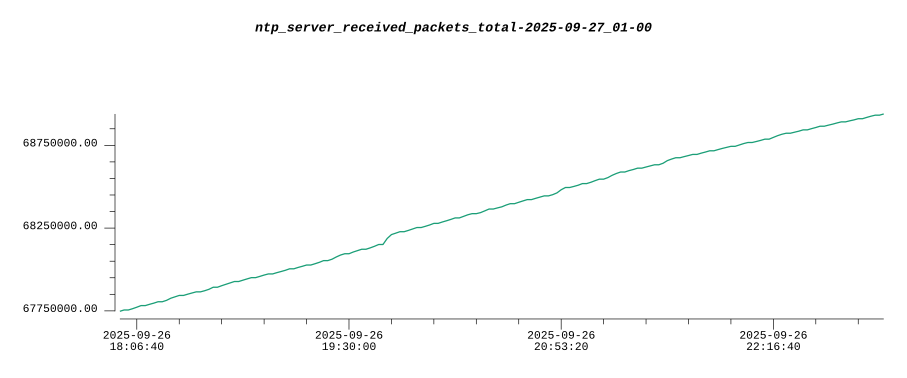 ntp_server_received_packets_total-2025-09-27_01-00
68750000.00
68250000.00
67750000.00
2025-09-26 2025-09-26 2025-09-26 2025-09-26
18:06:40 19:30:00 20:53:20 22:16:40